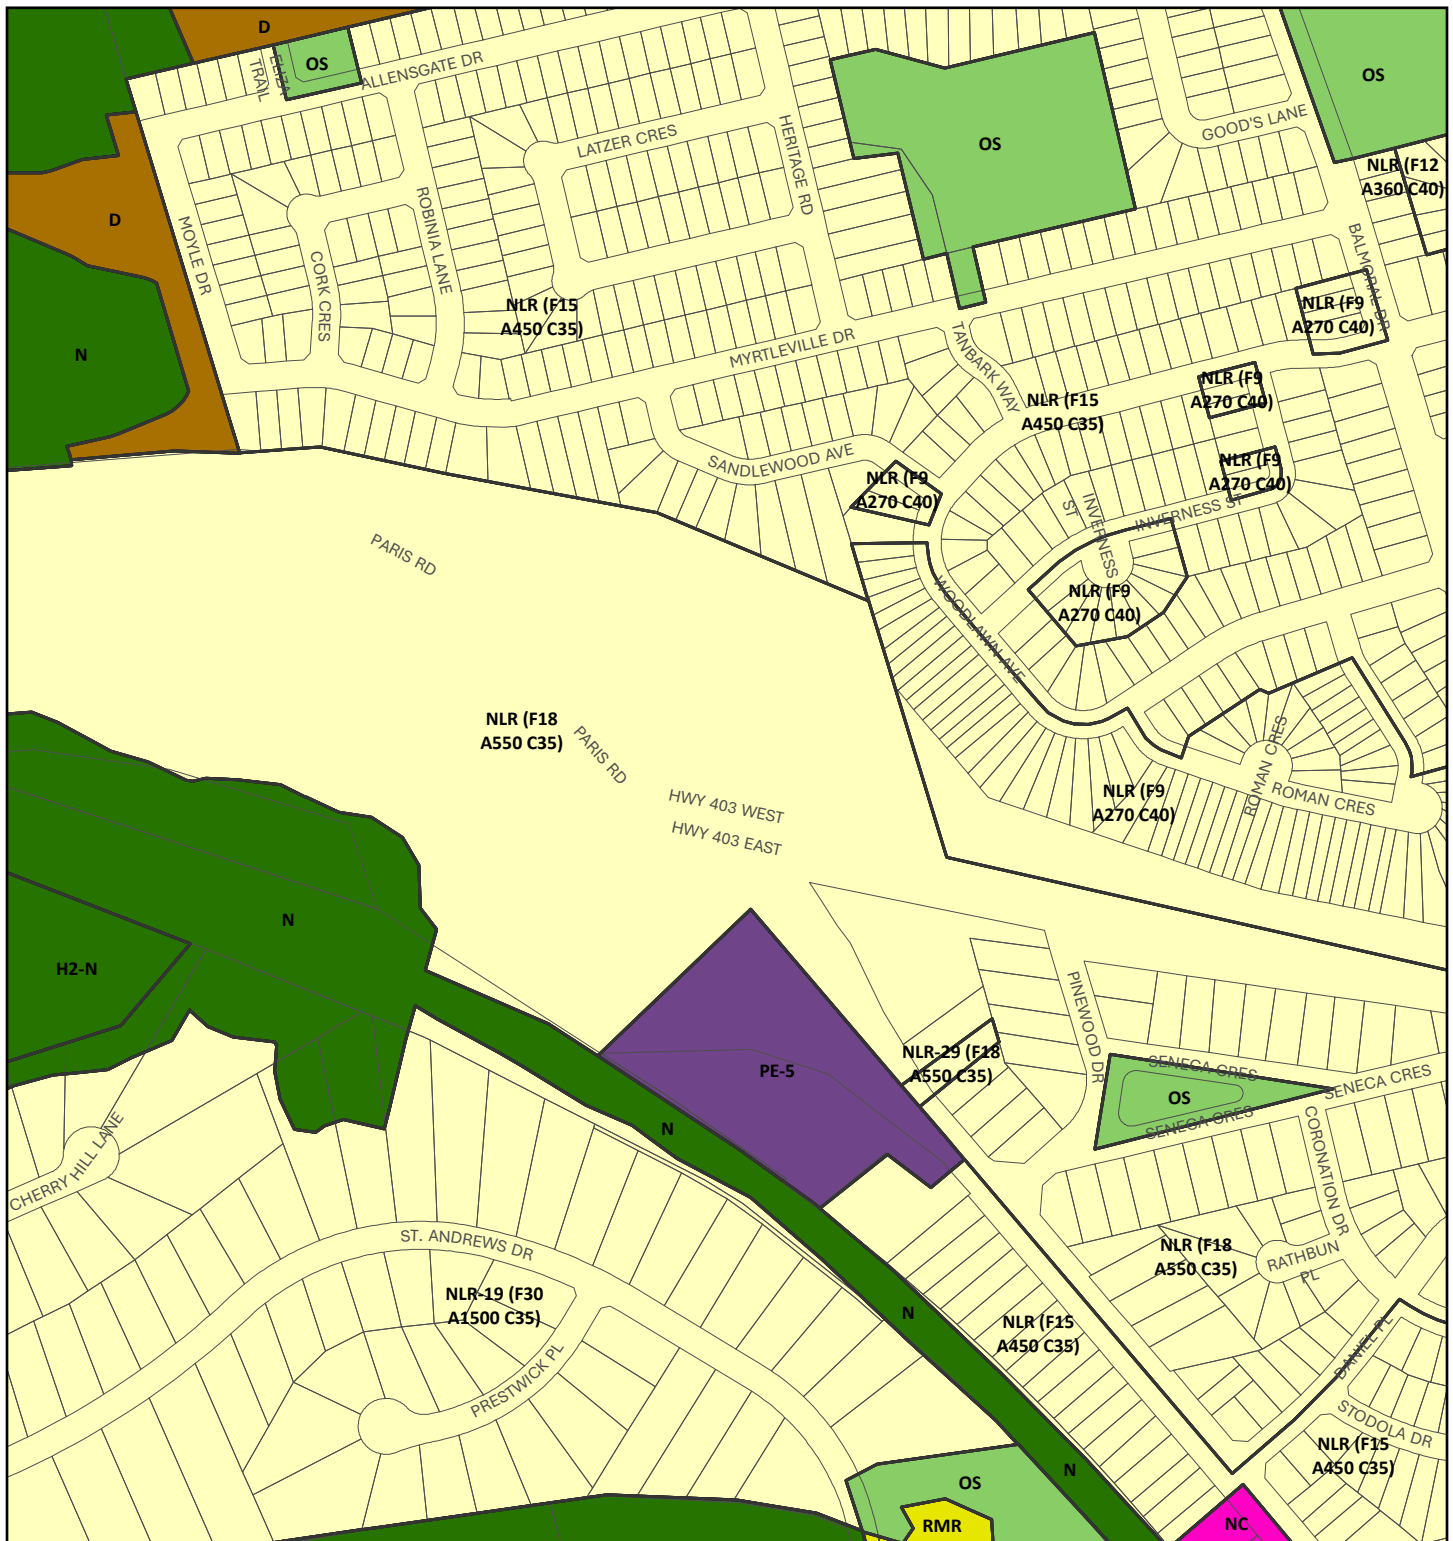 D
OS
ELIZA
TRAIL
ALLENSGATE DR
OS
LATZER CRES
HERITAGE RD
OS
GOOD'S LANE
NLR (F12
A360 C40)
D
MOYLE DR
ROBINIA LANE
CORK CRES
BALMORAL DR
NLR (F15
A450 C35)
NLR (F9
A270 C40)
N
MYRTLEVILLE DR
TANBARK WAY
NLR (F15
A450 C35)
NLR (F9
A270 C40)
SANDLEWOOD AVE
NLR (F9
A270 C40)
NLR (F9
A270 C40)
INVERNESS
ST
INVERNESS ST
PARIS RD
WOODLAWN AVE
NLR (F9
A270 C40)
NLR (F18
A550 C35)
PARIS RD
ROMAN CRES
ROMAN CRES
NLR (F9
A270 C40)
HWY 403 WEST
HWY 403 EAST
N
H2-N
PINEWOOD DR
NLR-29 (F18
A550 C35)
PE-5
SENECA CRES
SENECA CRES
OS
SENECA CRES
N
CORONATION DR
CHERRY HILL LANE
ST. ANDREWS DR
NLR (F18
A550 C35)
RATHBUN
PL
NLR-19 (F30
A1500 C35)
N
NLR (F15
A450 C35)
DANIEL PL
PRESTWICK PL
STODOLA DR
NLR (F15
A450 C35)
N
OS
RMR
NC